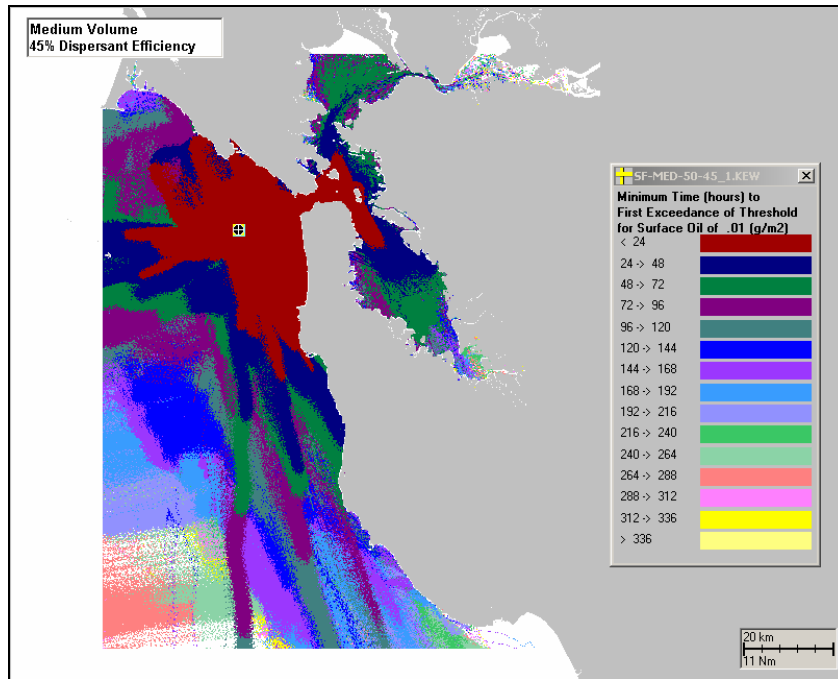 Medium Volume
45% Dispersant Efficiency
SF-MED-50-45_1.KEW
Minimum Time (hours) to
First Exceedance of Threshold
for Surface Oil of .01 (g/m2)
< 24
24 -> 48
48 -> 72
72 -> 96
96 -> 120
120 -> 144
144 -> 168
168 -> 192
192 -> 216
216 -> 240
240 -> 264
264 -> 288
288 -> 312
312 -> 336
> 336
20 km
11 Nm